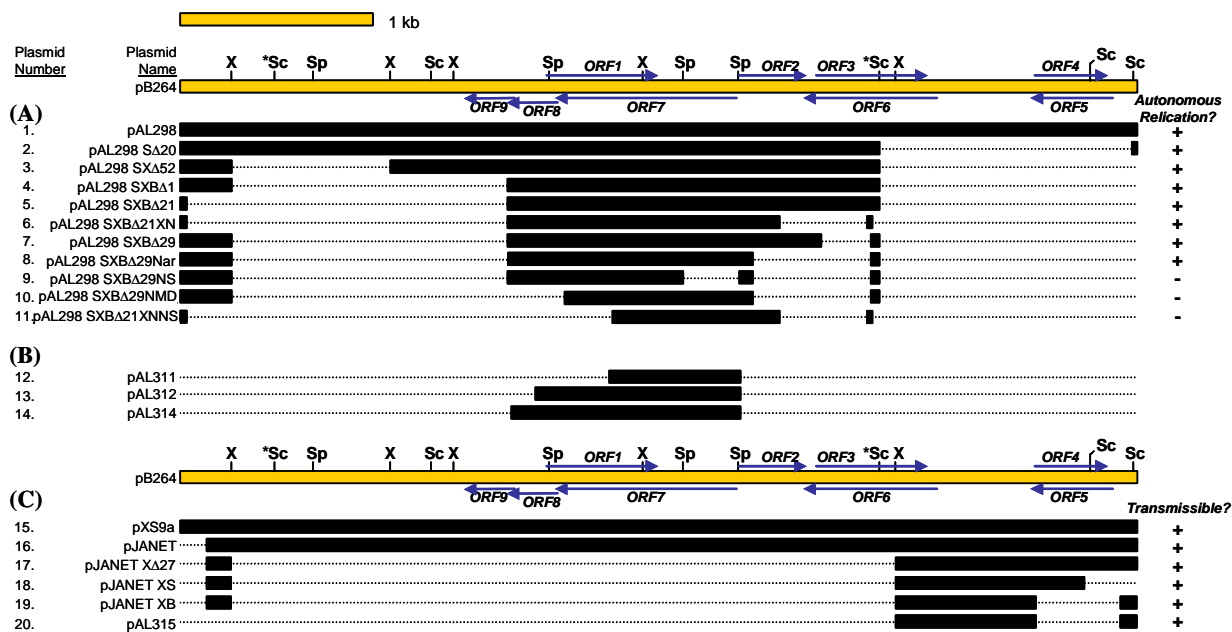 1 kb
Plasmid Number
Plasmid Name
X *Sc Sp X Sc X Sp ORF1 X Sp Sp ORF2 ORF3 *Sc X ORF4 Sc Sc
pB264
ORF9 ORF8 ORF7 ORF6 ORF5
Autonomous Relication?
(A)
1. pAL298 +
2. pAL298 SΔ20 +
3. pAL298 SXΔ52 +
4. pAL298 SXBΔ1 +
5. pAL298 SXBΔ21 +
6. pAL298 SXBΔ21XN +
7. pAL298 SXBΔ29 +
8. pAL298 SXBΔ29Nar +
9. pAL298 SXBΔ29NS -
10. pAL298 SXBΔ29NMD -
11. pAL298 SXBΔ21XNNS -
(B)
12. pAL311
13. pAL312
14. pAL314
X *Sc Sp X Sc X Sp ORF1 X Sp Sp ORF2 ORF3 *Sc X ORF4 Sc Sc
pB264
ORF9 ORF8 ORF7 ORF6 ORF5
(C)
Transmissible?
15. pXS9a +
16. pJANET +
17. pJANET XΔ27 +
18. pJANET XS +
19. pJANET XB +
20. pAL315 +